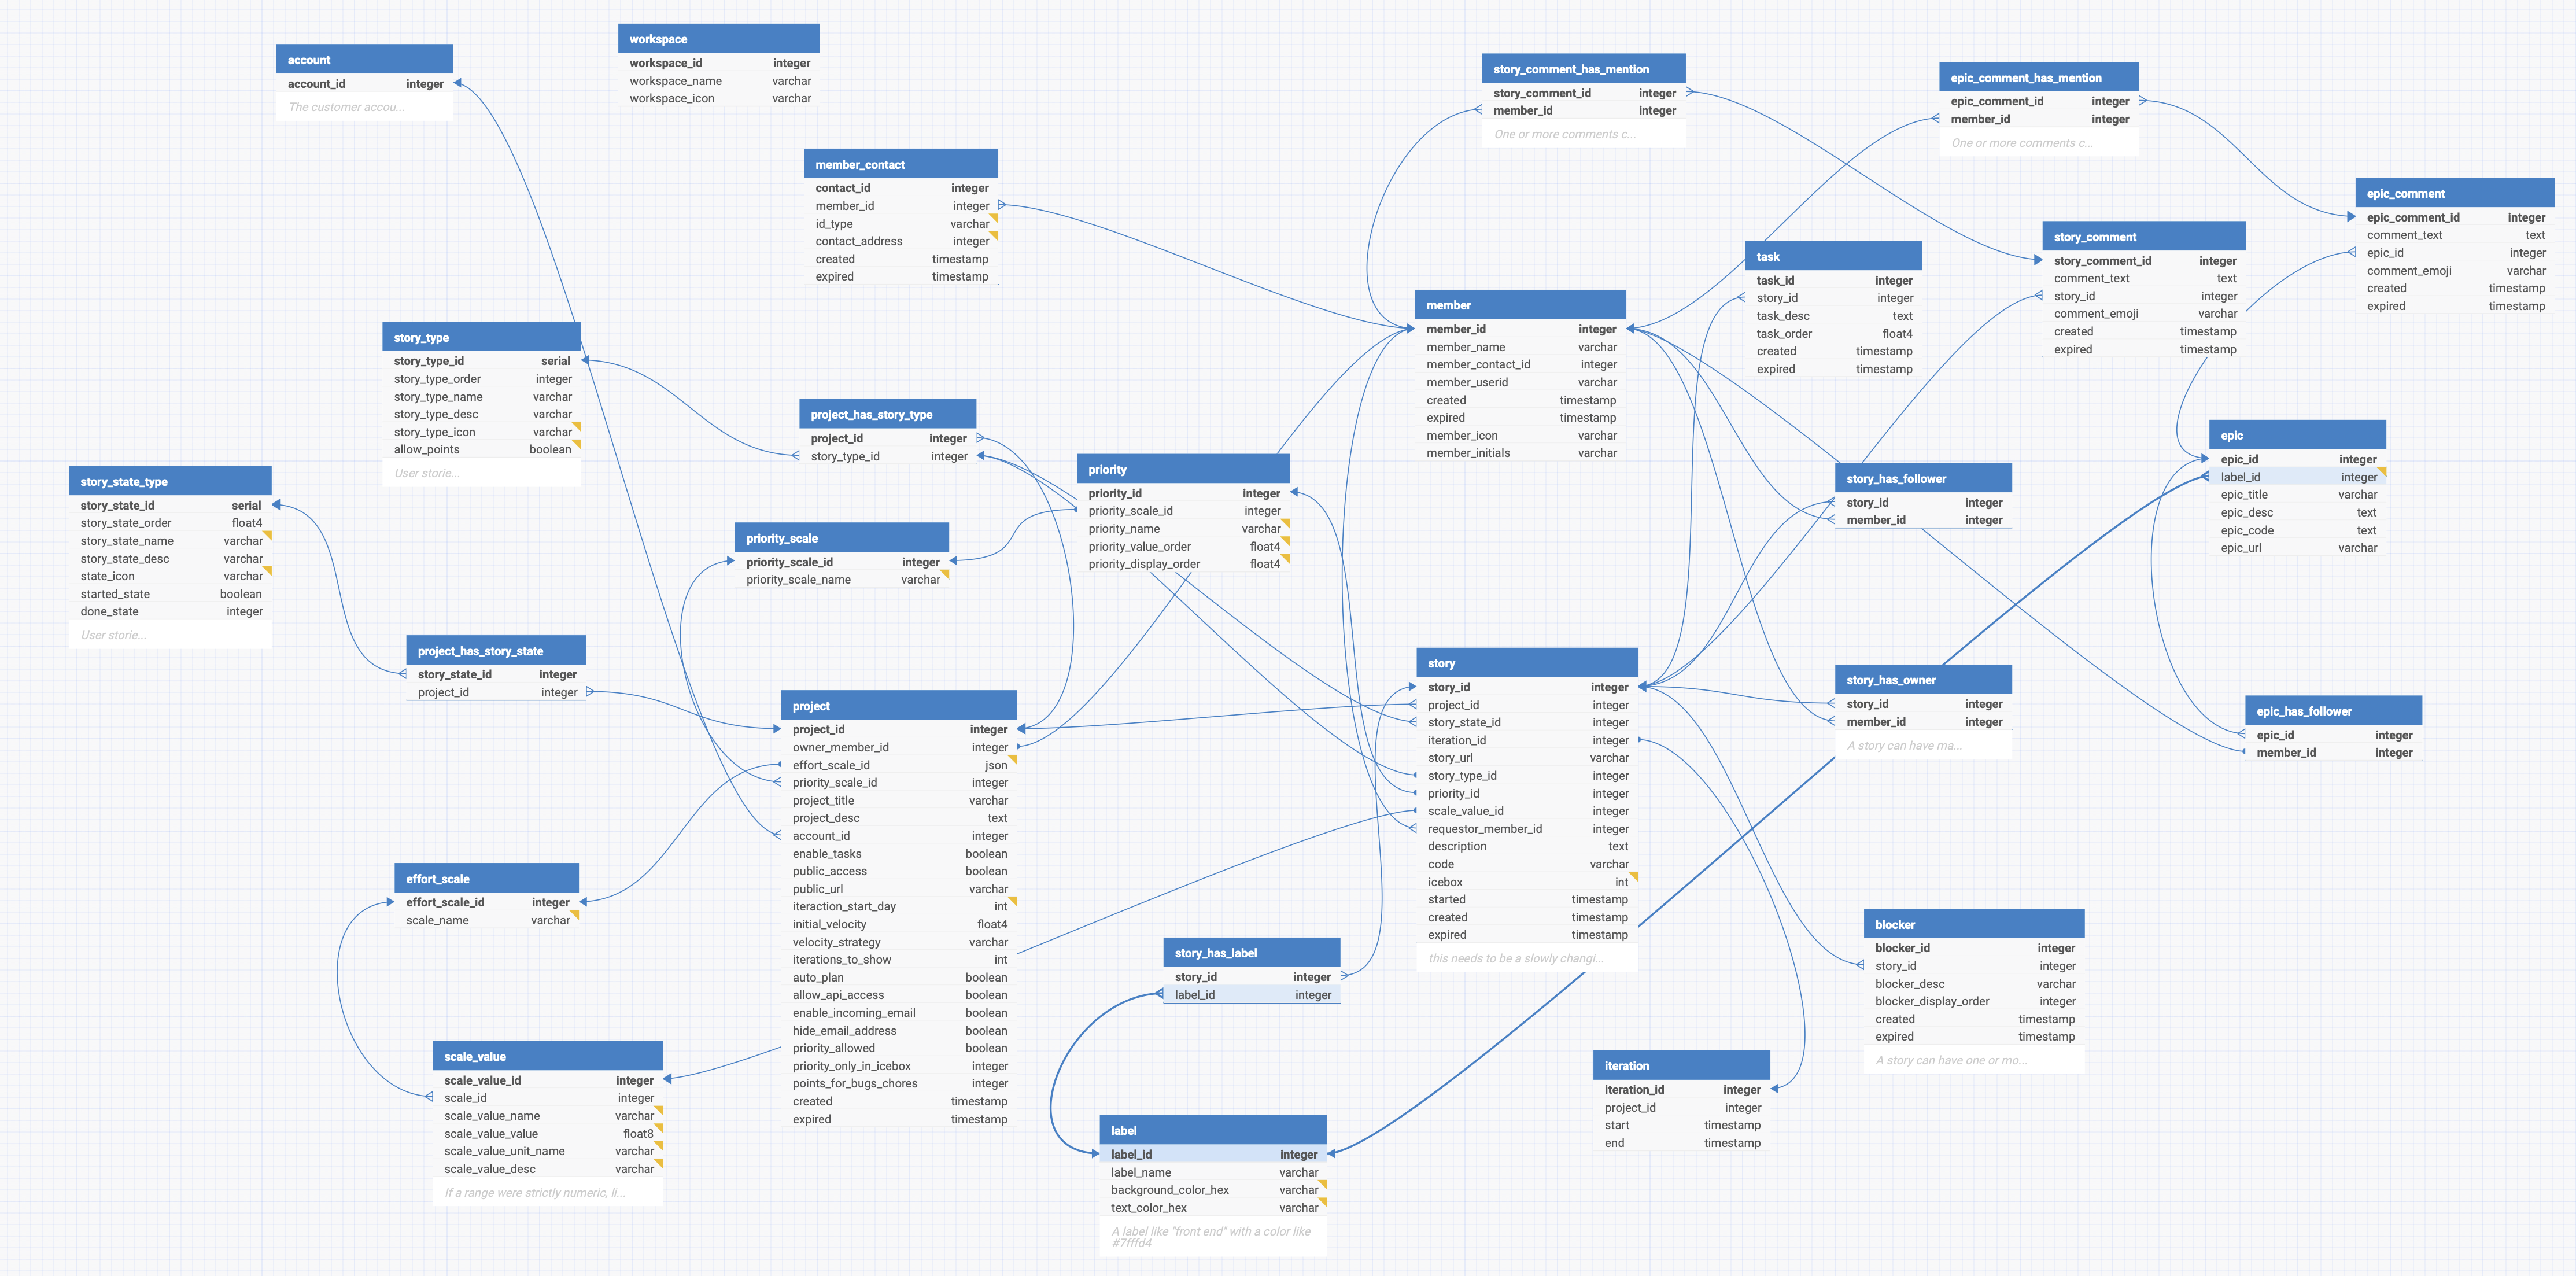 account
account_id integer
The customer accou...
workspace
workspace_id integer
workspace_name varchar
workspace_icon varchar
member_contact
contact_id integer
member_id integer
id_type varchar
contact_address integer
created timestamp
expired timestamp
story_comment_has_mention
story_comment_id integer
member_id integer
One or more comments c...
epic_comment_has_mention
epic_comment_id integer
member_id integer
One or more comments c...
epic_comment
epic_comment_id integer
comment_text text
epic_id integer
comment_emoji varchar
created timestamp
expired timestamp
story_comment
story_comment_id integer
comment_text text
story_id integer
comment_emoji varchar
created timestamp
expired timestamp
task
task_id integer
story_id integer
task_desc text
task_order float4
created timestamp
expired timestamp
member
member_id integer
member_name varchar
member_contact_id integer
member_userid varchar
created timestamp
expired timestamp
member_icon varchar
member_initials varchar
story_type
story_type_id serial
story_type_order integer
story_type_name varchar
story_type_desc varchar
story_type_icon varchar
allow_points boolean
User storie...
project_has_story_type
project_id integer
story_type_id integer
priority
priority_id integer
priority_scale_id integer
priority_name varchar
priority_value_order float4
priority_display_order float4
story_has_follower
story_id integer
member_id integer
epic
epic_id integer
label_id integer
epic_title varchar
epic_desc text
epic_code text
epic_url varchar
story_state_type
story_state_id serial
story_state_order float4
story_state_name varchar
story_state_desc varchar
state_icon varchar
started_state boolean
done_state integer
User storie...
priority_scale
priority_scale_id integer
priority_scale_name varchar
project_has_story_state
story_state_id integer
project_id integer
project
project_id integer
owner_member_id integer
effort_scale_id json
priority_scale_id integer
project_title varchar
project_desc text
account_id integer
enable_tasks boolean
public_access boolean
public_url varchar
iteraction_start_day int
initial_velocity float4
velocity_strategy varchar
iterations_to_show int
auto_plan boolean
allow_api_access boolean
enable_incoming_email boolean
hide_email_address boolean
priority_allowed boolean
priority_only_in_icebox integer
points_for_bugs_chores integer
created timestamp
expired timestamp
story
story_id integer
project_id integer
story_state_id integer
iteration_id integer
story_url varchar
story_type_id integer
priority_id integer
scale_value_id integer
requestor_member_id integer
description text
code varchar
icebox int
started timestamp
created timestamp
expired timestamp
this needs to be a slowly changi...
story_has_owner
story_id integer
member_id integer
A story can have ma...
epic_has_follower
epic_id integer
member_id integer
effort_scale
effort_scale_id integer
scale_name varchar
story_has_label
story_id integer
label_id integer
blocker
blocker_id integer
story_id integer
blocker_desc varchar
blocker_display_order integer
created timestamp
expired timestamp
A story can have one or mo...
scale_value
scale_value_id integer
scale_id integer
scale_value_name varchar
scale_value_value float8
scale_value_unit_name varchar
scale_value_desc varchar
If a range were strictly numeric, li...
iteration
iteration_id integer
project_id integer
start timestamp
end timestamp
label
label_id integer
label_name varchar
background_color_hex varchar
text_color_hex varchar
A label like "front end" with a color like
#7fffd4